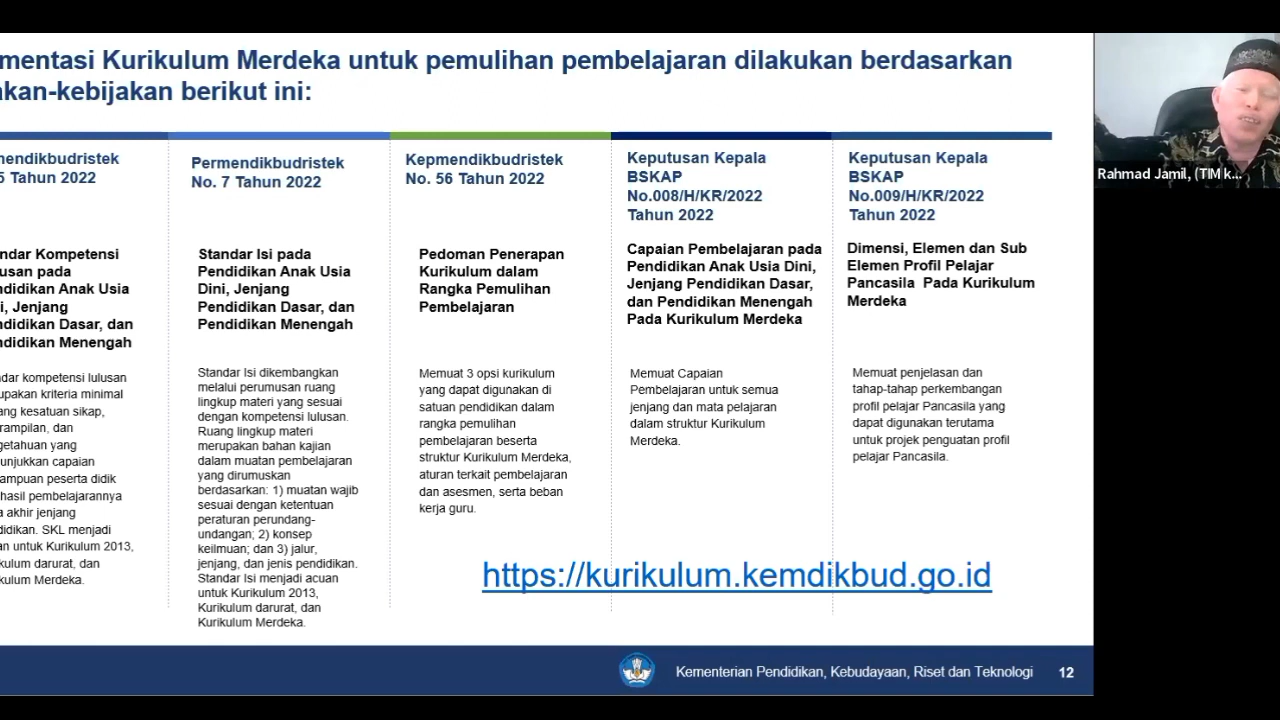 mentasi Kurikulum Merdeka untuk pemulihan pembelajaran dilakukan berdasarkan
akan-kebijakan berikut ini:
nendikbudristek
5 Tahun 2022
ndar Kompetensi
usan pada
ndidikan Anak Usia
i, Jenjang
ndidikan Dasar, dan
ndidikan Menengah
dar kompetensi lulusan
upakan kriteria minimal
ang kesatuan sikap,
rampilan, dan
getahuan yang
unjukkan capaian
ampuan peserta didik
hasil pembelajarannya
a akhir jenjang
didikan. SKL menjadi
an untuk Kurikulum 2013,
kulum darurat, dan
kulum Merdeka.
Permendikbudristek
No. 7 Tahun 2022
Standar Isi pada
Pendidikan Anak Usia
Dini, Jenjang
Pendidikan Dasar, dan
Pendidikan Menengah
Standar Isi dikembangkan
melalui perumusan ruang
lingkup materi yang sesuai
dengan kompetensi lulusan.
Ruang lingkup materi
merupakan bahan kajian
dalam muatan pembelajaran
yang dirumuskan
berdasarkan: 1) muatan wajib
sesuai dengan ketentuan
peraturan perundang-
undangan; 2) konsep
keilmuan; dan 3) jalur,
jenjang, dan jenis pendidikan.
Standar Isi menjadi acuan
untuk Kurikulum 2013,
Kurikulum darurat, dan
Kurikulum Merdeka.
Kepmendikbudristek
No. 56 Tahun 2022
Pedoman Penerapan
Kurikulum dalam
Rangka Pemulihan
Pembelajaran
Memuat 3 opsi kurikulum
yang dapat digunakan di
satuan pendidikan dalam
rangka pemulihan
pembelajaran beserta
struktur Kurikulum Merdeka,
aturan terkait pembelajaran
dan asesmen, serta beban
kerja guru.
Keputusan Kepala
BSKAP
No.008/H/KR/2022
Tahun 2022
Capaian Pembelajaran pada
Pendidikan Anak Usia Dini,
Jenjang Pendidikan Dasar,
dan Pendidikan Menengah
Pada Kurikulum Merdeka
Memuat Capaian
Pembelajaran untuk semua
jenjang dan mata pelajaran
dalam struktur Kurikulum
Merdeka.
Keputusan Kepala
BSKAP
No.009/H/KR/2022
Tahun 2022
Dimensi, Elemen dan Sub
Elemen Profil Pelajar
Pancasila Pada Kurikulum
Merdeka
Memuat penjelasan dan
tahap-tahap perkembangan
profil pelajar Pancasila yang
dapat digunakan terutama
untuk projek penguatan profil
pelajar Pancasila.
https://kurikulum.kemdikbud.go.id
Kementerian Pendidikan, Kebudayaan, Riset dan Teknologi 12
Rahmad Jamil, (TIM k...